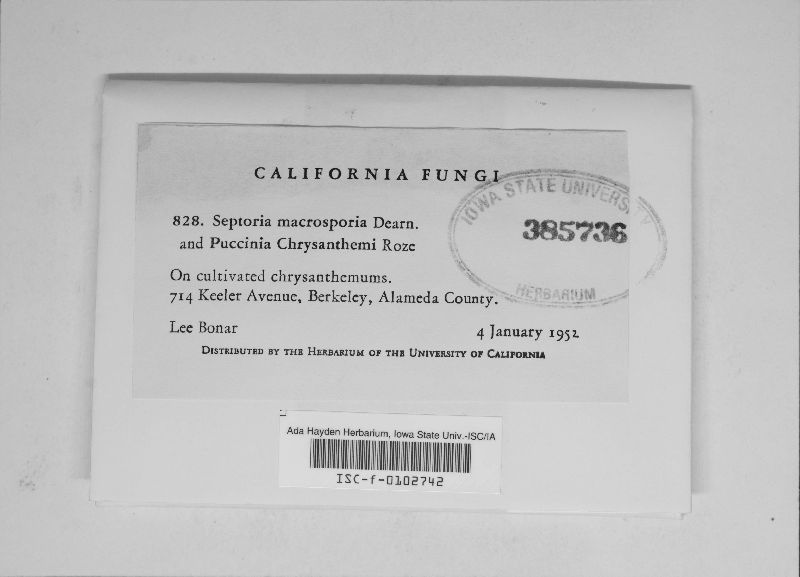 CALIFORNIA FUNGI
828. Septoria macrosporia Dearn.
and Puccinia Chrysanthemi Roze
On cultivated chrysanthemums.
714 Keeler Avenue, Berkeley, Alameda County.
Lee Bonar 4 January 1952
DISTRIBUTED BY THE HERBARIUM OF THE UNIVERSITY OF CALIFORNIA
IOWA STATE UNIVERSITY
385736
HERBARIUM
Ada Hayden Herbarium, Iowa State Univ.-ISC/IA
ISC-f-0102742